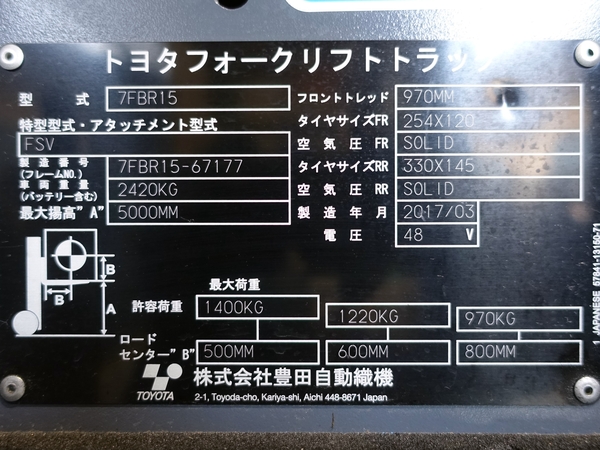 トヨタフォークリフトトラック
型式 7FBR15 フロントトレッド 970MM
特型型式・アタッチメント型式 タイヤサイズFR 254X120
FSV 空気圧FR SOLID
製造番号 7FBR15-67177 タイヤサイズRR 330X145
(フレームNO.)
車両重量 2420KG 空気圧RR SOLID
(バッテリー含む)
最大揚高"A" 5000MM 製造年月 2017/03
電圧 48 V
B
B
A
最大荷重
許容荷重 1400KG 1220KG 970KG
ロード
センター"B" 500MM 600MM 800MM
TOYOTA 株式会社豊田自動織機
2-1, Toyoda-cho, Kariya-shi, Aichi 448-8671 Japan
1 JAPANESE 57841-13150-71